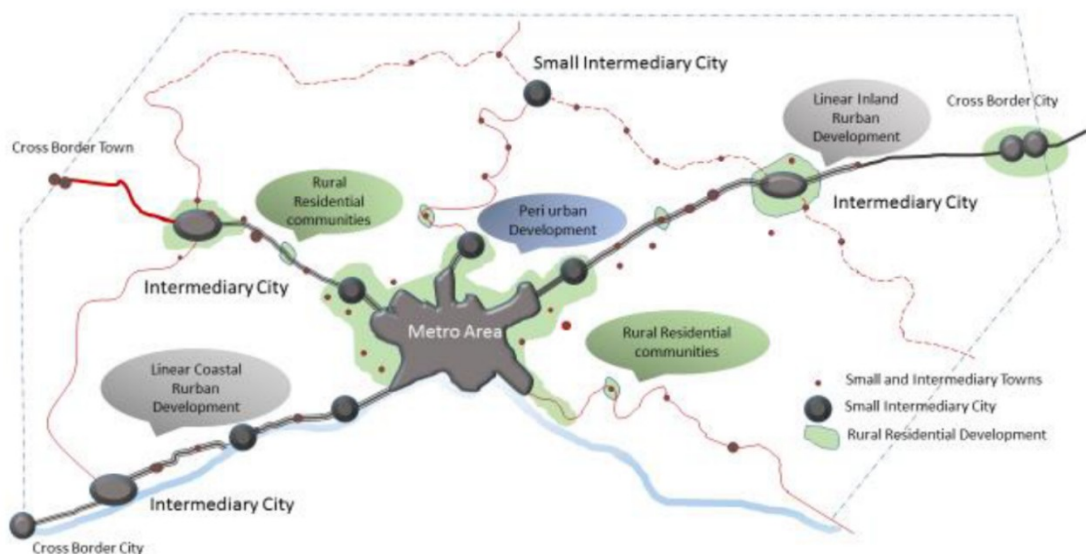 Small Intermediary City
Linear Inland
Rurban
Development
Cross Border City
Cross Border Town
Rural
Residential
communities
Peri urban
Development
Intermediary City
Intermediary City
Metro Area
Rural Residential
communities
Linear Coastal
Rurban
Development
Small and Intermediary Towns
Small Intermediary City
Rural Residential Development
Intermediary City
Cross Border City